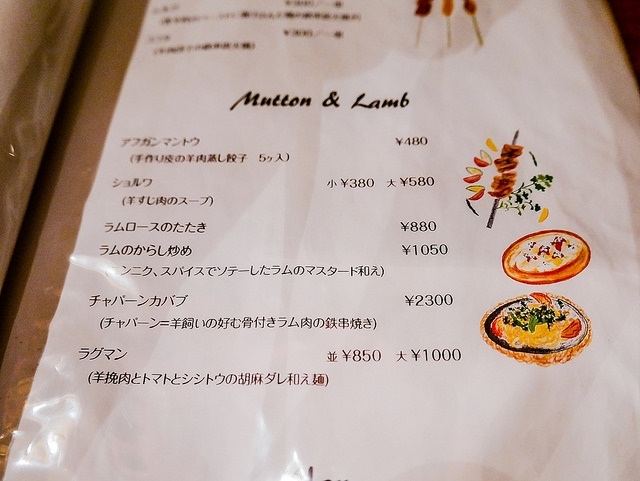 Mutton & Lamb
アフガンマントウ ¥480
(手作り皮の羊肉蒸し餃子 5ヶ入)
ショルワ 小 ¥380 大 ¥580
(羊すじ肉のスープ)
ラムロースのたたき ¥880
ラムのからし炒め ¥1050
ンニク、スパイスでソテーしたラムのマスタード和え)
チャパーンカバブ ¥2300
(チャパーン=羊飼いの好む骨付きラム肉の鉄串焼き)
ラグマン 並 ¥850 大 ¥1000
(羊挽肉とトマトとシシトウの胡麻ダレ和え麺)